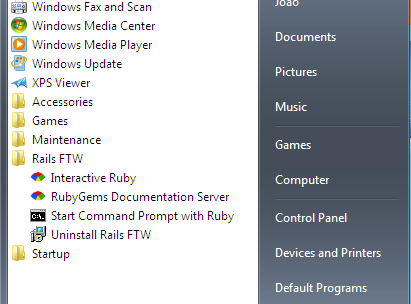 Windows Fax and Scan
Windows Media Center
Windows Media Player
Windows Update
XPS Viewer
Accessories
Games
Maintenance
Rails FTW
Interactive Ruby
RubyGems Documentation Server
Start Command Prompt with Ruby
Uninstall Rails FTW
Startup
João
Documents
Pictures
Music
Games
Computer
Control Panel
Devices and Printers
Default Programs